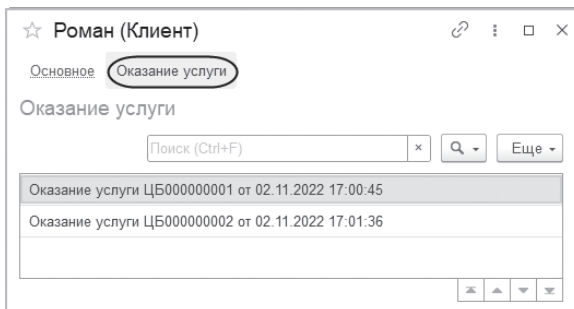 Роман (Клиент)
Основное Оказание услуги
Оказание услуги
Поиск (Ctrl+F) × Еще
Оказание услуги ЦБ000000001 от 02.11.2022 17:00:45
Оказание услуги ЦБ000000002 от 02.11.2022 17:01:36